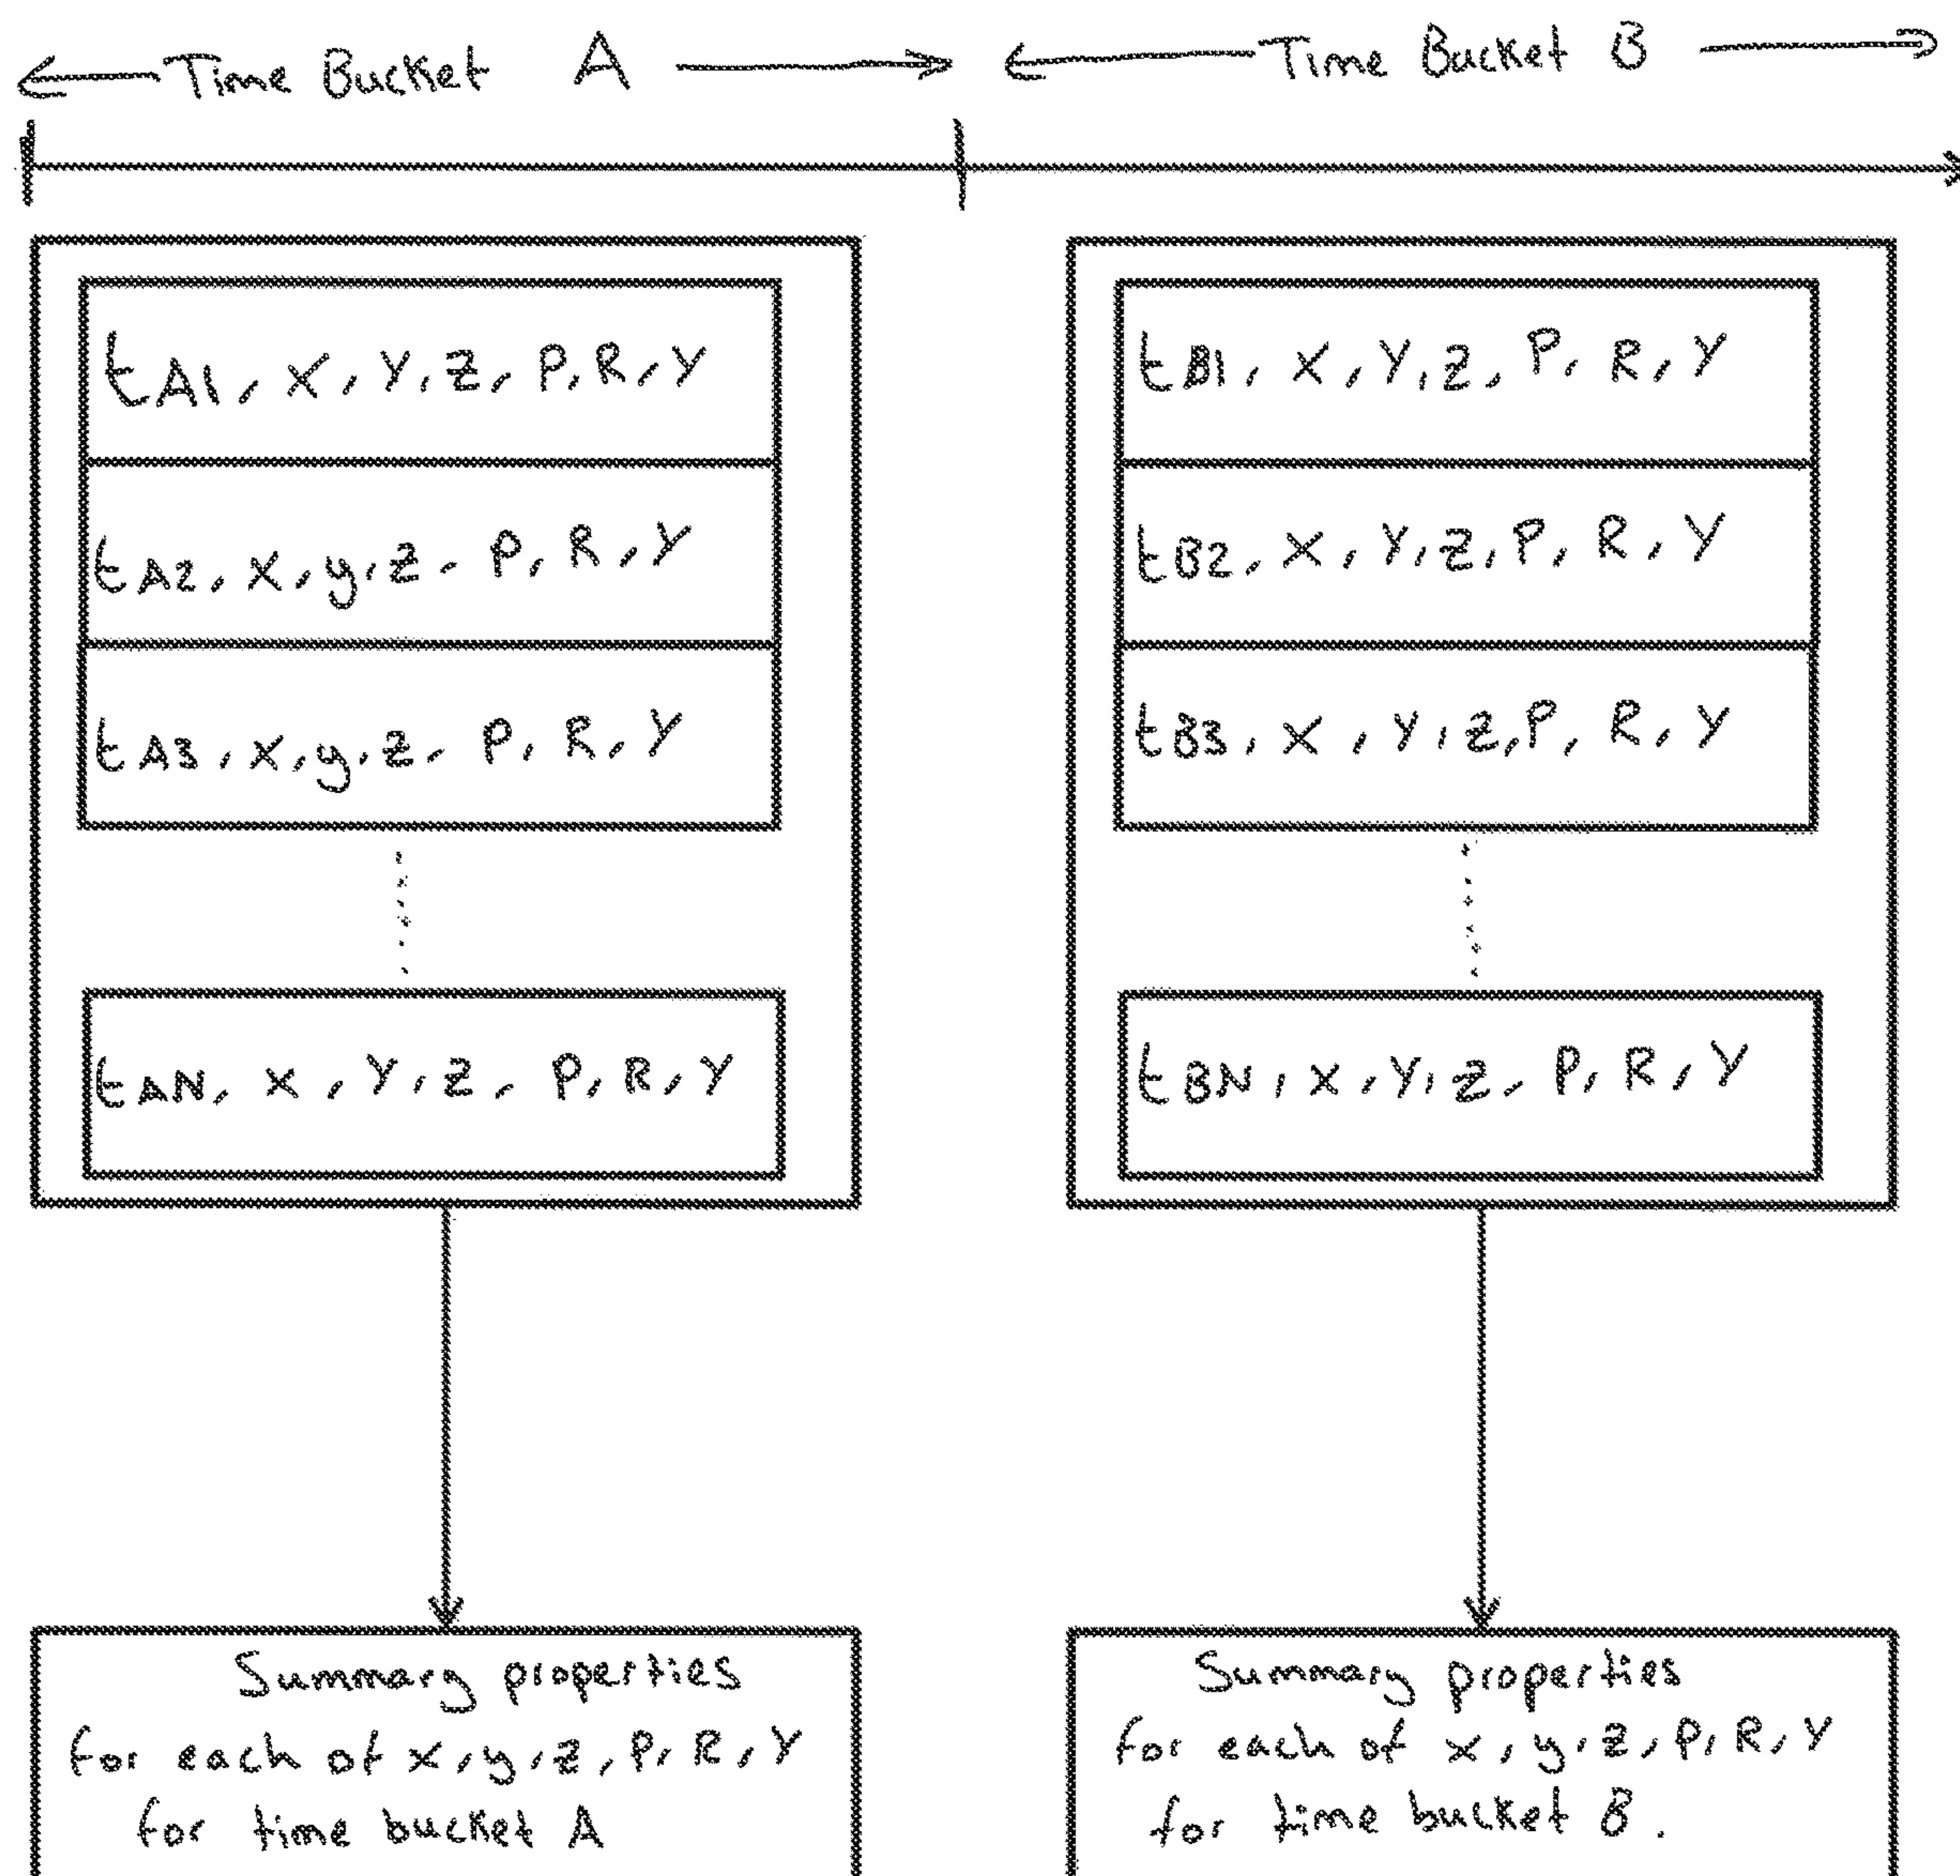 Time Bucket A
Time Bucket B
tA1, X, Y, Z, P, R, Y
tA2, X, y, z, P, R, Y
tA3, X, y, z, P, R, Y
tAN, X, Y, Z, P, R, Y
tB1, X, Y, Z, P, R, Y
tB2, X, Y, Z, P, R, Y
tB3, X, Y, Z, P, R, Y
tBN, X, Y, Z, P, R, Y
Summary properties
for each of x, y, z, P, R, Y
for time bucket A
Summary properties
for each of x, y, z, P, R, Y
for time bucket B.